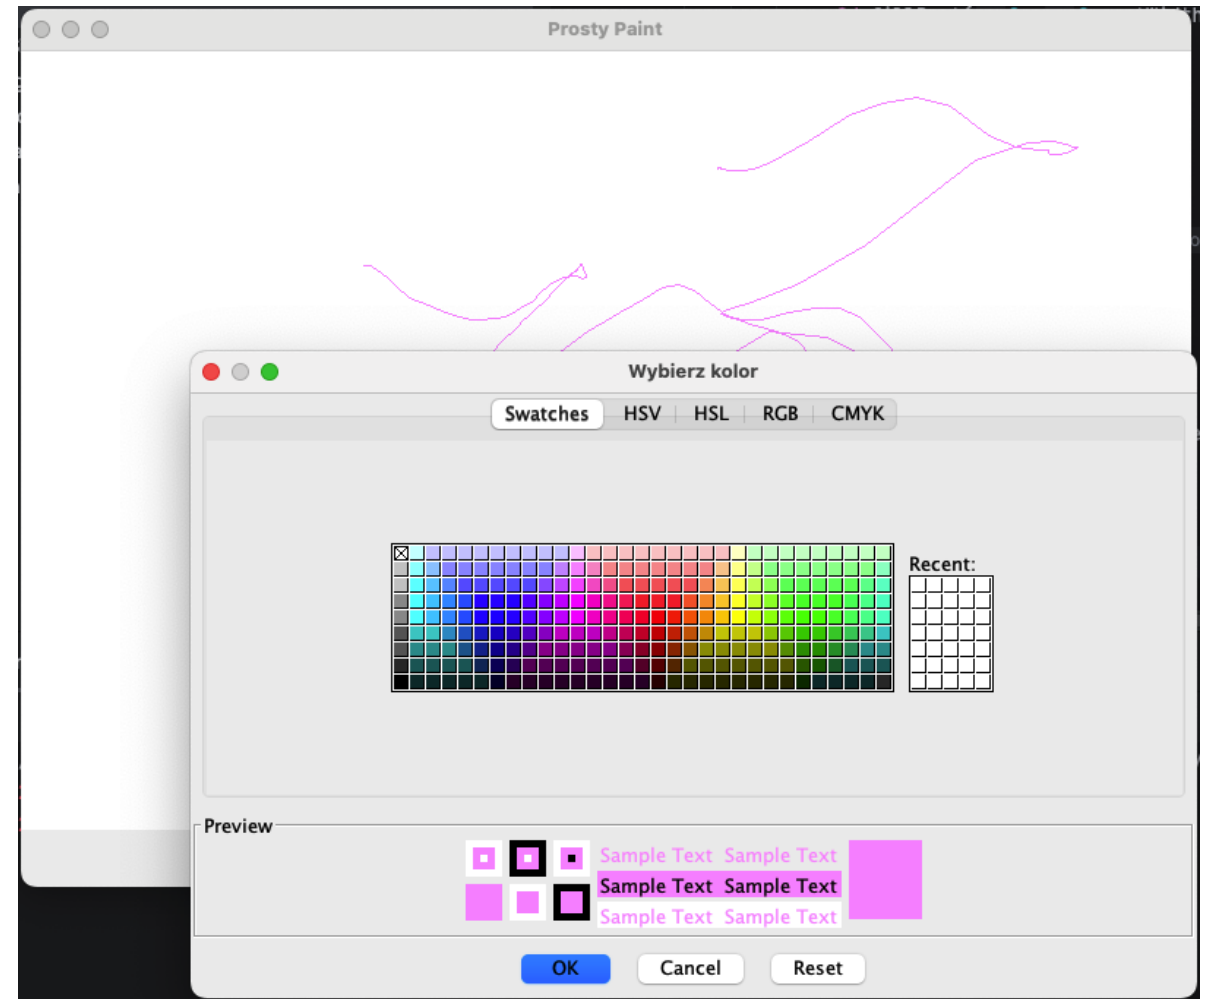 Prosty Paint
Wybierz kolor
Swatches HSV HSL RGB CMYK
Recent:
Preview
Sample Text Sample Text
Sample Text Sample Text
Sample Text Sample Text
OK Cancel Reset